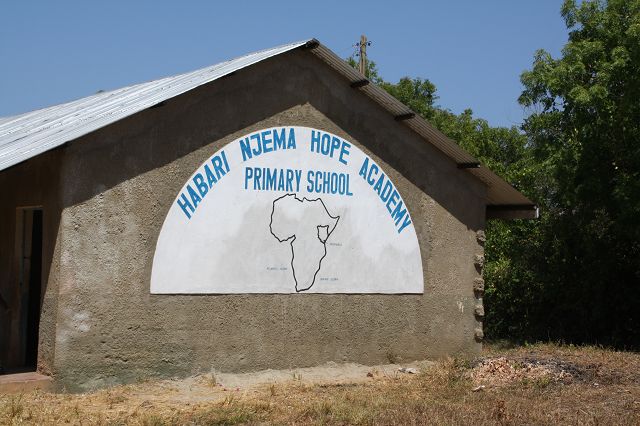 HABARI NJEMA HOPE ACADEMY
PRIMARY SCHOOL